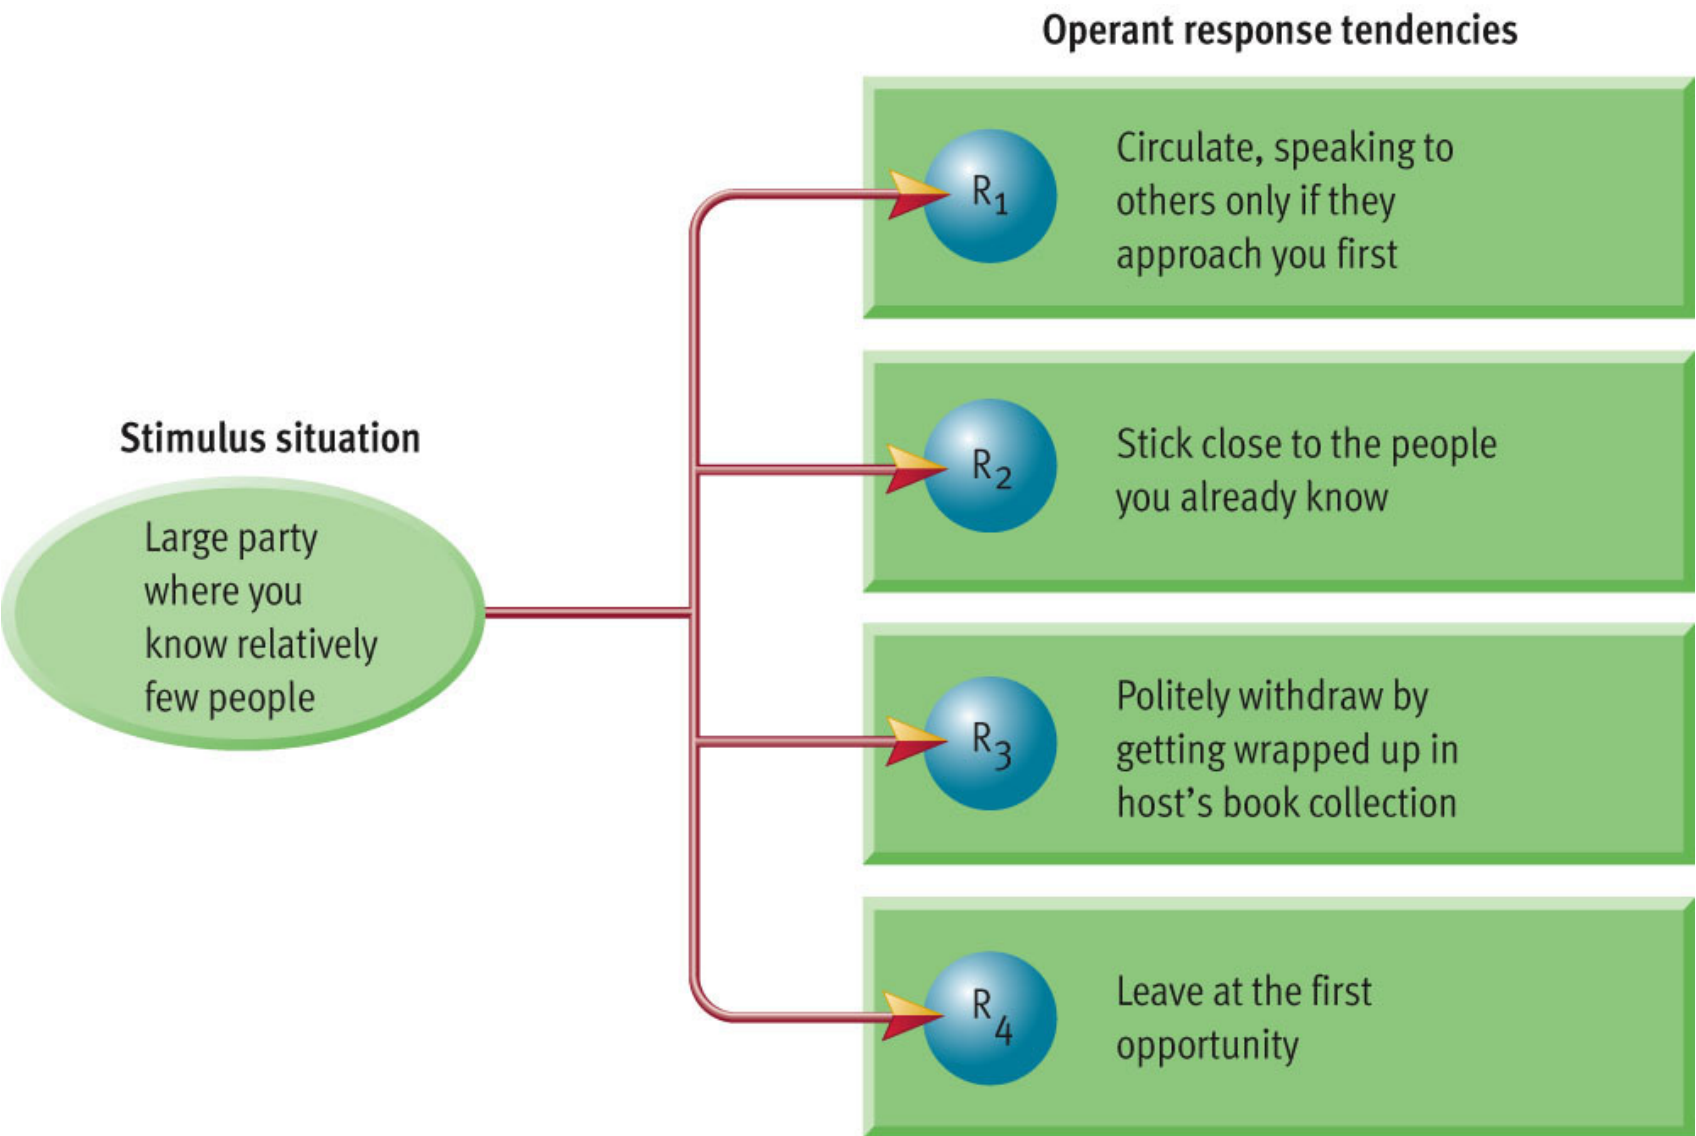 Operant response tendencies
R1
Circulate, speaking to
others only if they
approach you first
R2
Stick close to the people
you already know
Stimulus situation
Large party
where you
know relatively
few people
R3
Politely withdraw by
getting wrapped up in
host’s book collection
R4
Leave at the first
opportunity